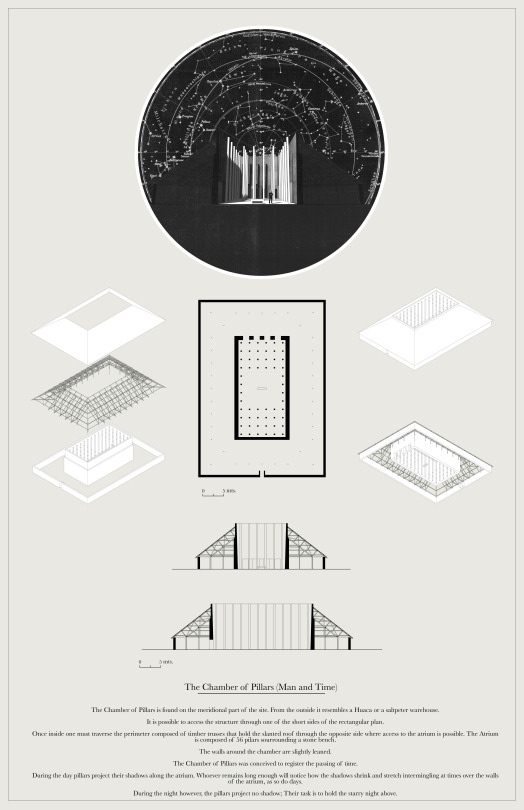 0 5 mts.
0 5 mts.
The Chamber of Pillars (Man and Time)
The Chamber of Pillars is found on the meridional part of the site. From the outside it resembles a Huaca or a saltpeter warehouse.
It is possible to access the structure through one of the short sides of the rectangular plan.
Once inside one must traverse the perimeter composed of timber trusses that hold the slanted roof through the opposite side where access to the atrium is possible. The Atrium
is composed of 56 pilars sourrounding a stone bench.
The walls around the chamber are slightly leaned.
The Chamber of Pillars was conceived to register the passing of time.
During the day pillars project their shadows along the atrium. Whoever remains long enough will notice how the shadows shrink and stretch intermingling at times over the walls
of the atrium, as so do days.
During the night however, the pillars project no shadow; Their task is to hold the starry night above.